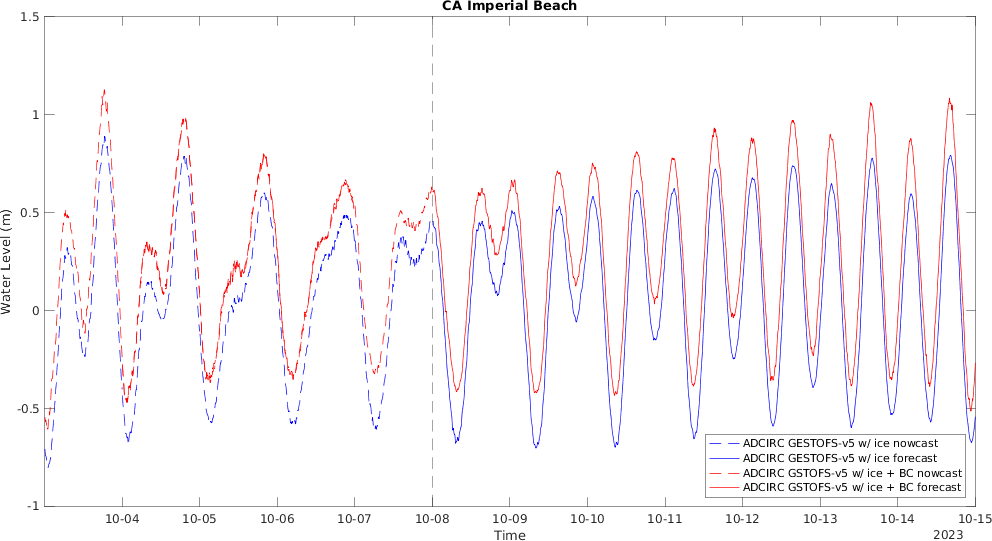 CA Imperial Beach
1.5
1
0.5
0
-0.5
-1
Water Level (m)
10-04 10-05 10-06 10-07 10-08 10-09 10-10 10-11 10-12 10-13 10-14 10-15
Time
2023
ADCIRC GESTOFS-v5 w/ ice nowcast
ADCIRC GESTOFS-v5 w/ ice forecast
ADCIRC GSTOFS-v5 w/ ice + BC nowcast
ADCIRC GSTOFS-v5 w/ ice + BC forecast